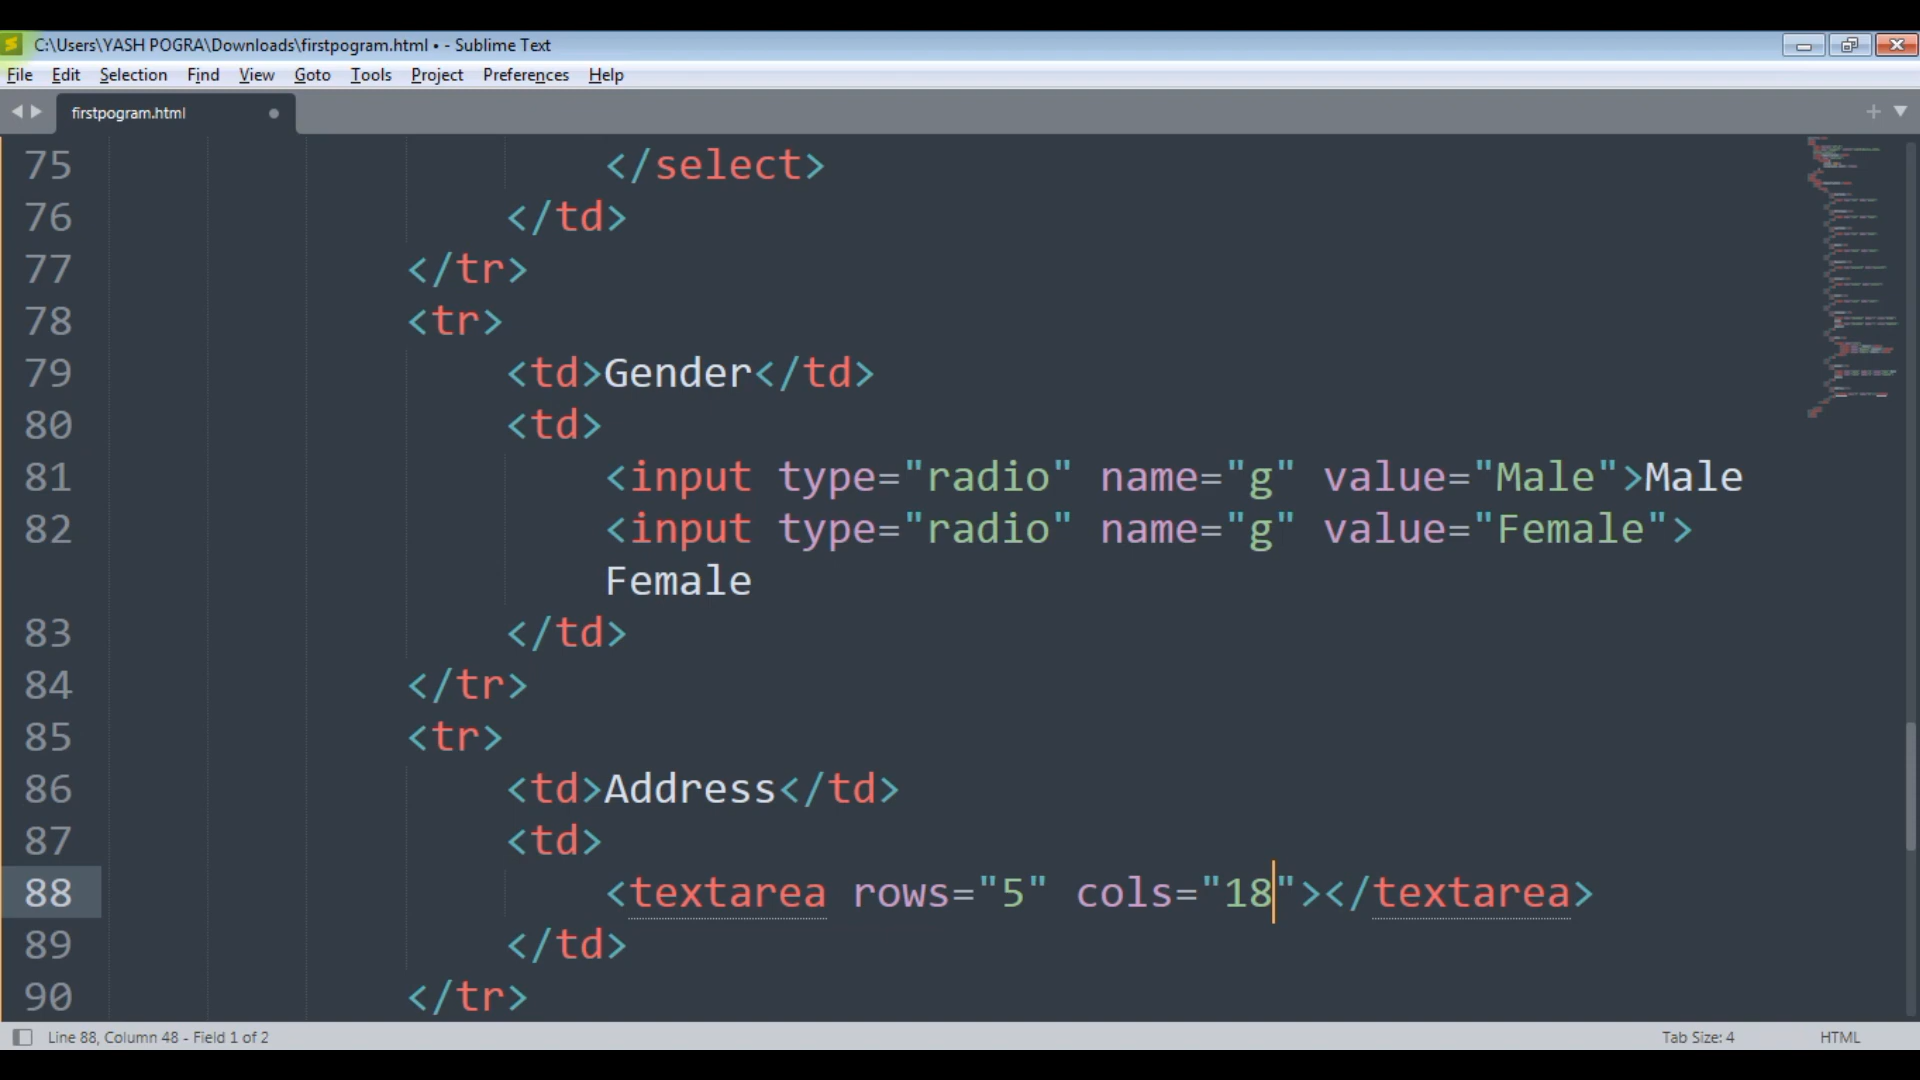 C:\Users\YASH POGRA\Downloads\firstpogram.html • - Sublime Text
File Edit Selection Find View Goto Tools Project Preferences Help
firstpogram.html
75 </select>
76 </td>
77 </tr>
78 <tr>
79 <td>Gender</td>
80 <td>
81 <input type="radio" name="g" value="Male">Male
82 <input type="radio" name="g" value="Female">
Female
83 </td>
84 </tr>
85 <tr>
86 <td>Address</td>
87 <td>
88 <textarea rows="5" cols="18"></textarea>
89 </td>
90 </tr>
Line 88, Column 48 - Field 1 of 2 Tab Size: 4 HTML